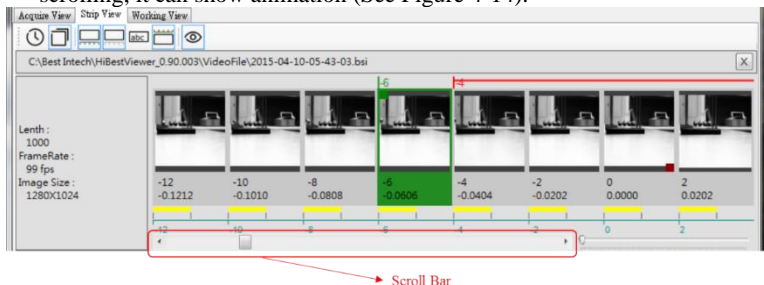 scrolling, it can show animation (See Figure 4-14).
Acquire View Strip View Working View
abc
C:\Best Intech\HiBestViewer_0.90.003\VideoFile\2015-04-10-05-43-03.bsi X
-6 -4
Lenth :
1000
FrameRate :
99 fps
Image Size :
1280X1024
-12 -10 -8 -6 -4 -2 0 2
-0.1212 -0.1010 -0.0808 -0.0606 -0.0404 -0.0202 0.0000 0.0202
-12 -10 -8 -6 -4 -2 0 2
Scroll Bar